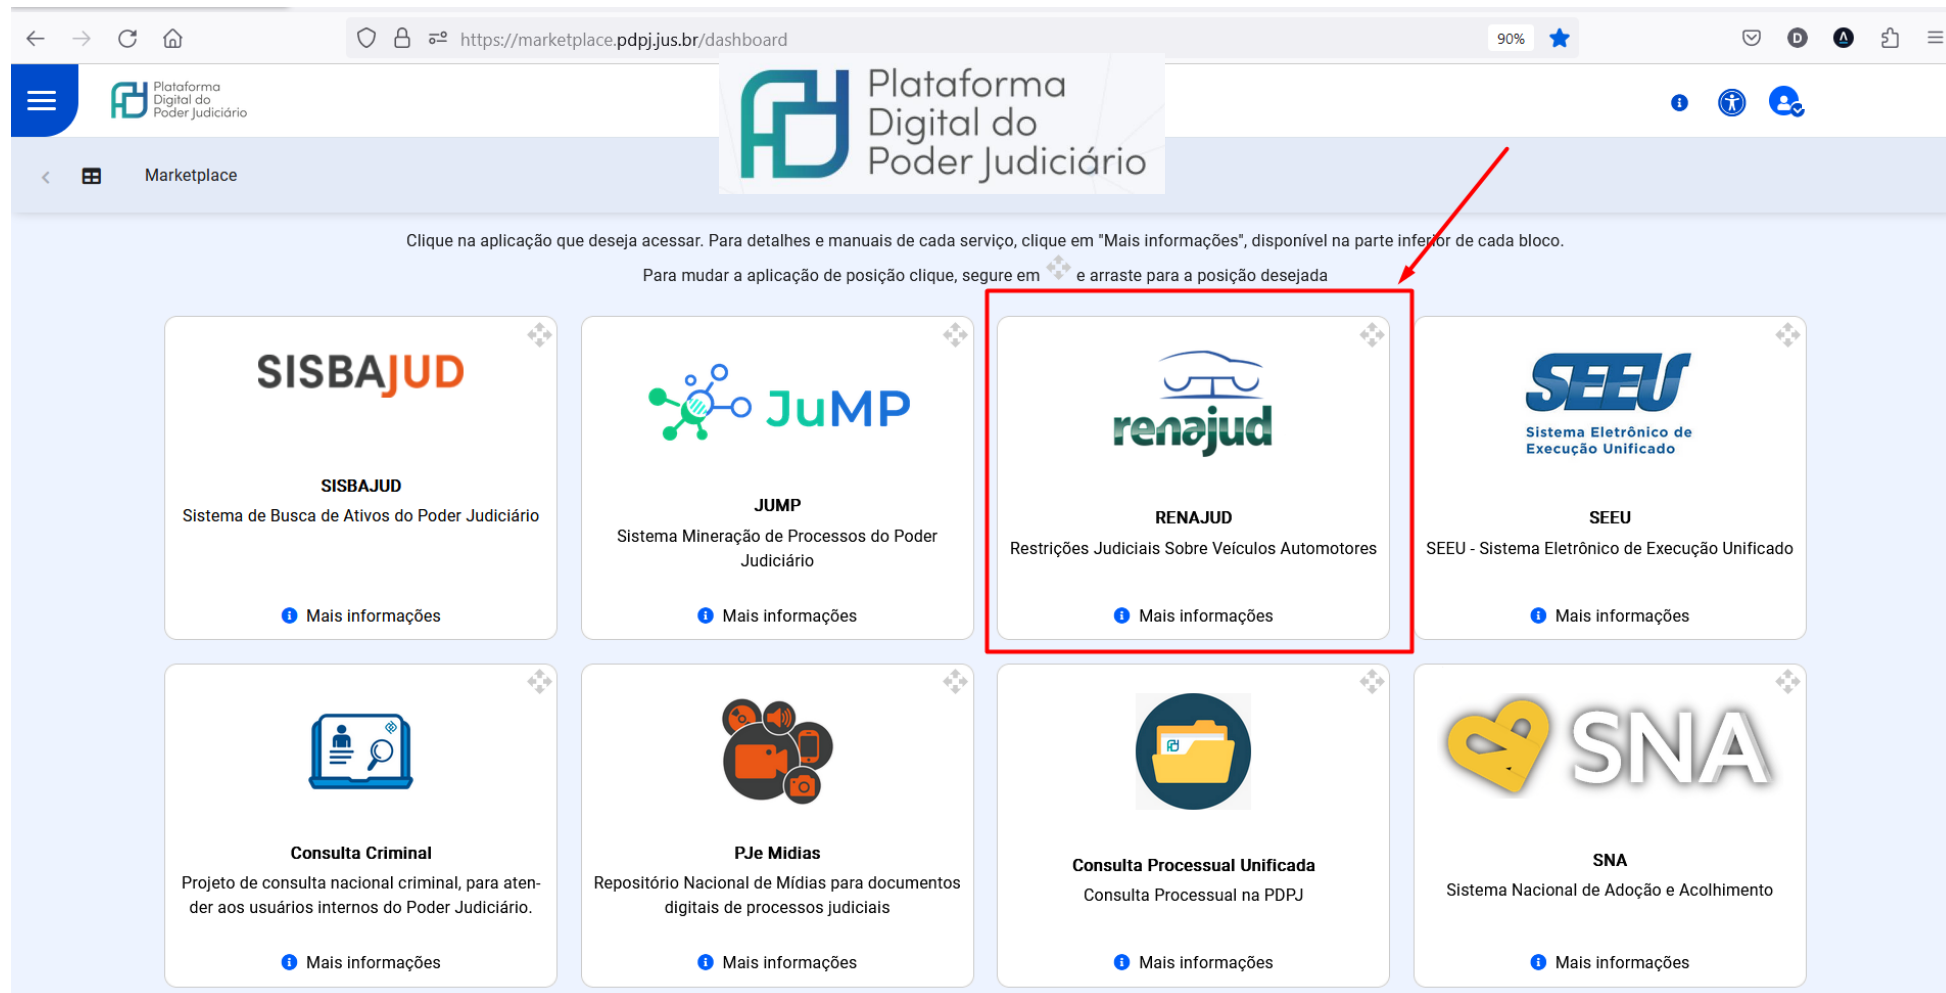 https://marketplace.pdpj.jus.br/dashboard
90%
D
Plataforma
Digital do
Poder Judiciário
Plataforma
Digital do
Poder Judiciário
Marketplace
Clique na aplicação que deseja acessar. Para detalhes e manuais de cada serviço, clique em "Mais informações", disponível na parte inferior de cada bloco.
Para mudar a aplicação de posição clique, segure em e arraste para a posição desejada
SISBAJUD
SISBAJUD
Sistema de Busca de Ativos do Poder Judiciário
Mais informações
JuMP
JUMP
Sistema Mineração de Processos do Poder
Judiciário
Mais informações
renajud
RENAJUD
Restrições Judiciais Sobre Veículos Automotores
Mais informações
SEEU
Sistema Eletrônico de
Execução Unificado
SEEU
SEEU - Sistema Eletrônico de Execução Unificado
Mais informações
Consulta Criminal
Projeto de consulta nacional criminal, para aten-
der aos usuários internos do Poder Judiciário.
Mais informações
PJe Midias
Repositório Nacional de Mídias para documentos
digitais de processos judiciais
Mais informações
Consulta Processual Unificada
Consulta Processual na PDPJ
Mais informações
SNA
SNA
Sistema Nacional de Adoção e Acolhimento
Mais informações